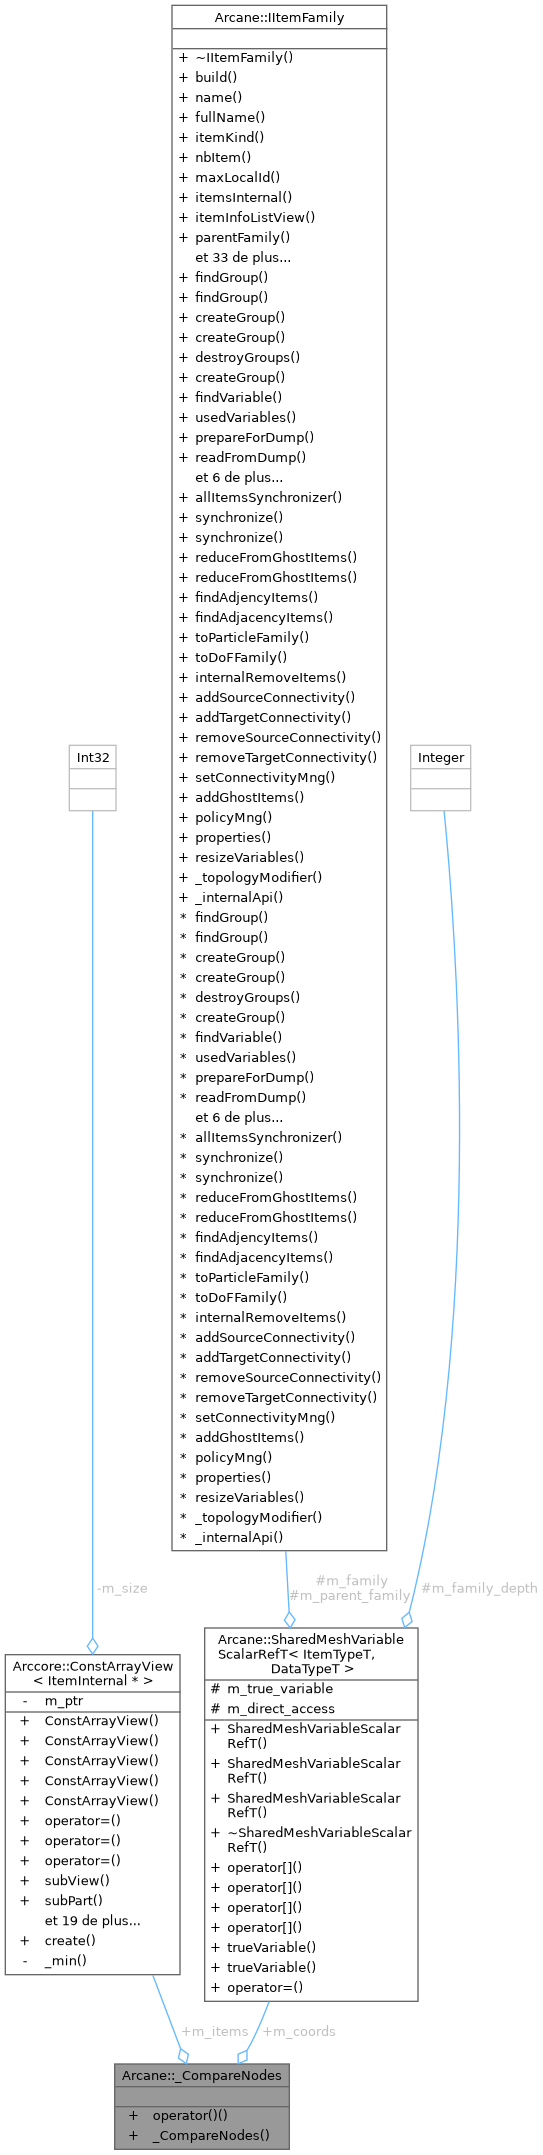 Arcane::IItemFamily
+ ~IItemFamily()
+ build()
+ name()
+ fullName()
+ itemKind()
+ nbItem()
+ maxLocalId()
+ itemsInternal()
+ itemInfoListView()
+ parentFamily()
et 33 de plus...
+ findGroup()
+ findGroup()
+ createGroup()
+ createGroup()
+ destroyGroups()
+ createGroup()
+ findVariable()
+ usedVariables()
+ prepareForDump()
+ readFromDump()
et 6 de plus...
+ allItemsSynchronizer()
+ synchronize()
+ synchronize()
+ reduceFromGhostItems()
+ reduceFromGhostItems()
+ findAdjencyItems()
+ findAdjacencyItems()
+ toParticleFamily()
+ toDoFFamily()
+ internalRemoveItems()
+ addSourceConnectivity()
+ addTargetConnectivity()
+ removeSourceConnectivity()
+ removeTargetConnectivity()
+ setConnectivityMng()
+ addGhostItems()
+ policyMng()
+ properties()
+ resizeVariables()
+ _topologyModifier()
+ _internalApi()
* findGroup()
* findGroup()
* createGroup()
* createGroup()
* destroyGroups()
* createGroup()
* findVariable()
* usedVariables()
* prepareForDump()
* readFromDump()
et 6 de plus...
* allItemsSynchronizer()
* synchronize()
* synchronize()
* reduceFromGhostItems()
* reduceFromGhostItems()
* findAdjencyItems()
* findAdjacencyItems()
* toParticleFamily()
* toDoFFamily()
* internalRemoveItems()
* addSourceConnectivity()
* addTargetConnectivity()
* removeSourceConnectivity()
* removeTargetConnectivity()
* setConnectivityMng()
* addGhostItems()
* policyMng()
* properties()
* resizeVariables()
* _topologyModifier()
* _internalApi()
Int32
Integer
-m_size
#m_family
#m_parent_family
#m_family_depth
Arccore::ConstArrayView
< ItemInternal * >
- m_ptr
+ ConstArrayView()
+ ConstArrayView()
+ ConstArrayView()
+ ConstArrayView()
+ ConstArrayView()
+ operator=()
+ operator=()
+ operator=()
+ subView()
+ subPart()
et 19 de plus...
+ create()
- _min()
Arcane::SharedMeshVariable
ScalarRefT< ItemTypeT,
DataTypeT >
# m_true_variable
# m_direct_access
+ SharedMeshVariableScalar
RefT()
+ SharedMeshVariableScalar
RefT()
+ SharedMeshVariableScalar
RefT()
+ ~SharedMeshVariableScalar
RefT()
+ operator[]()
+ operator[]()
+ operator[]()
+ operator[]()
+ trueVariable()
+ trueVariable()
+ operator=()
+m_items
+m_coords
Arcane::_CompareNodes
+ operator()()
+ _CompareNodes()